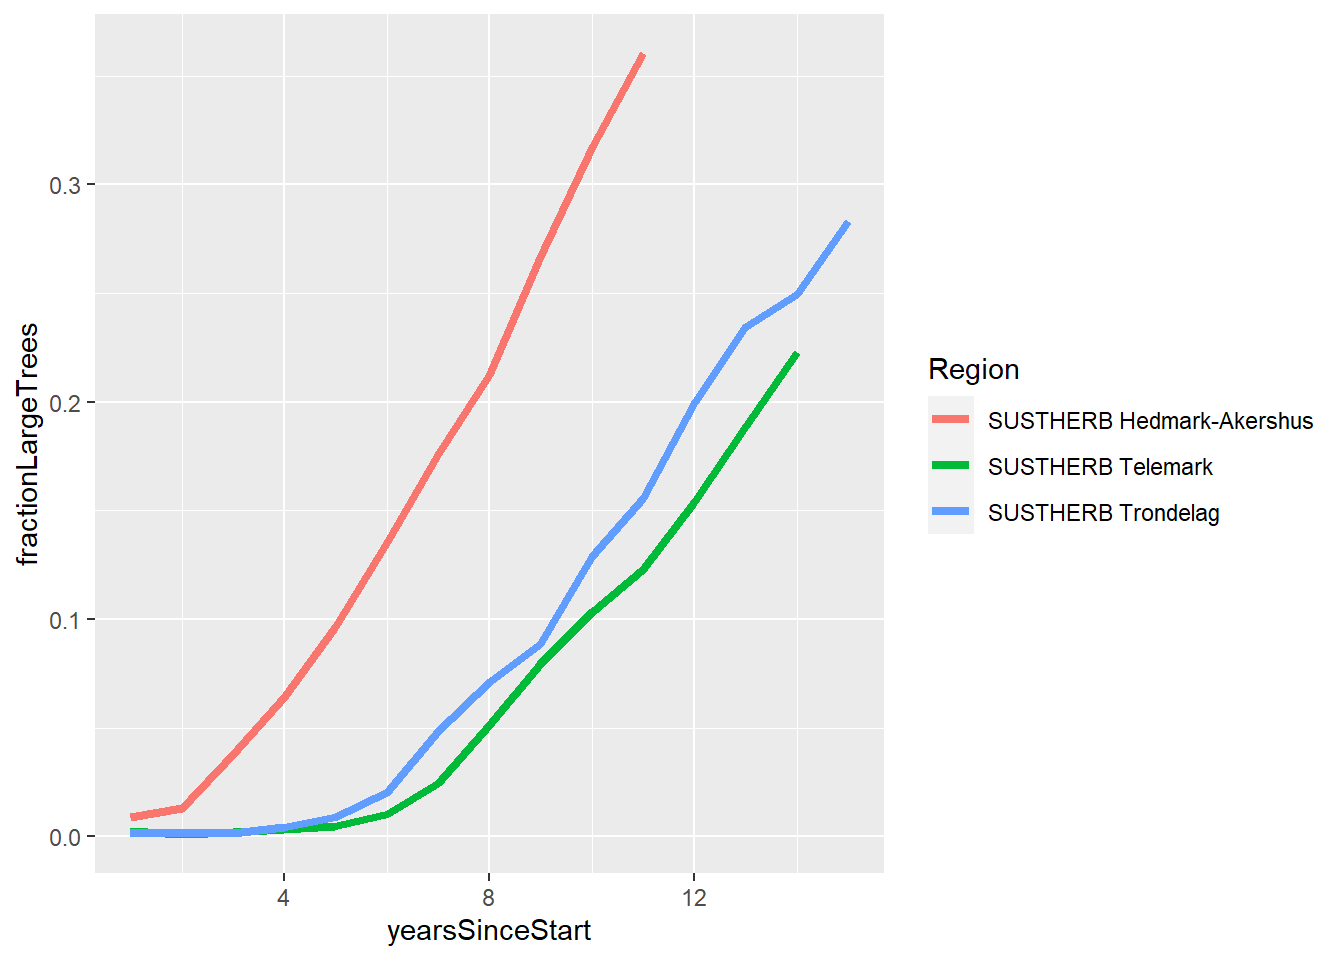 fractionLargeTrees
0.3
0.2
0.1
0.0
4 8 12
yearsSinceStart
Region
SUSTHERB Hedmark-Akershus
SUSTHERB Telemark
SUSTHERB Trondelag